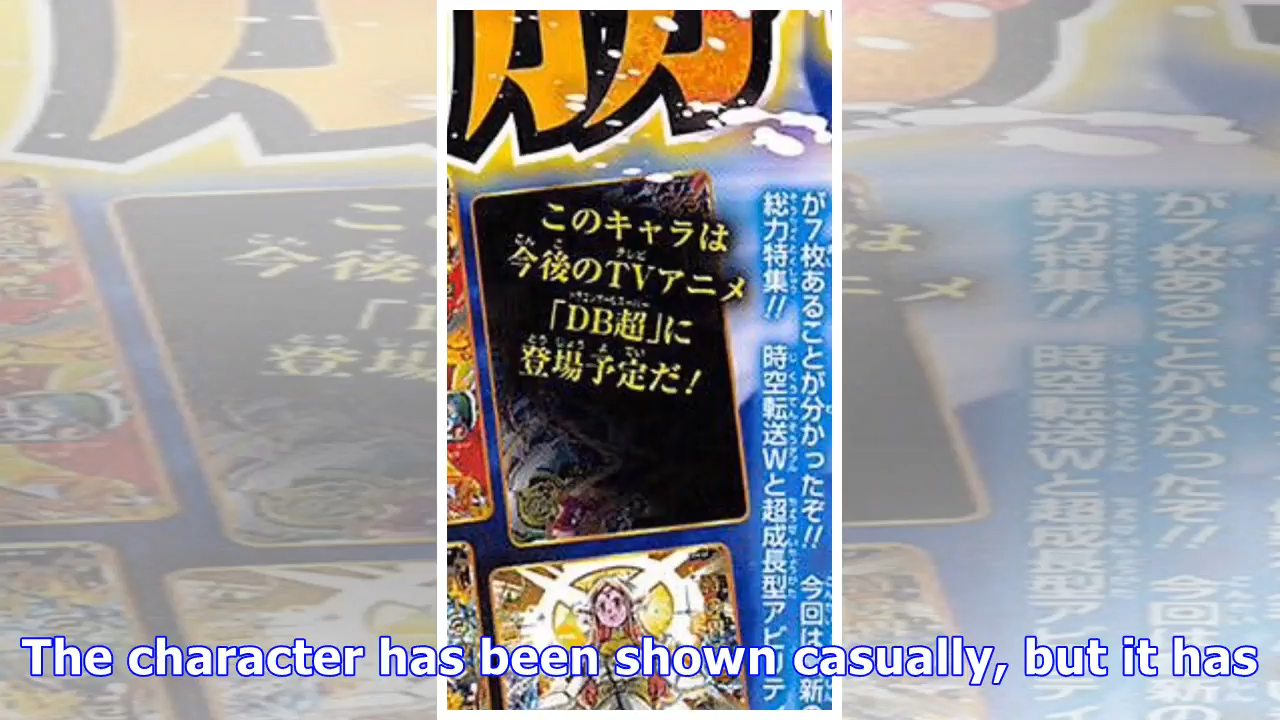 このキャラは
今後のTVアニメ
「DB超」に
登場予定だ!
が7枚あることが分かったぞ!! 今回は新
総力特集!! 時空転送Wと超成長型アビリティ
The character has been shown casually, but it has